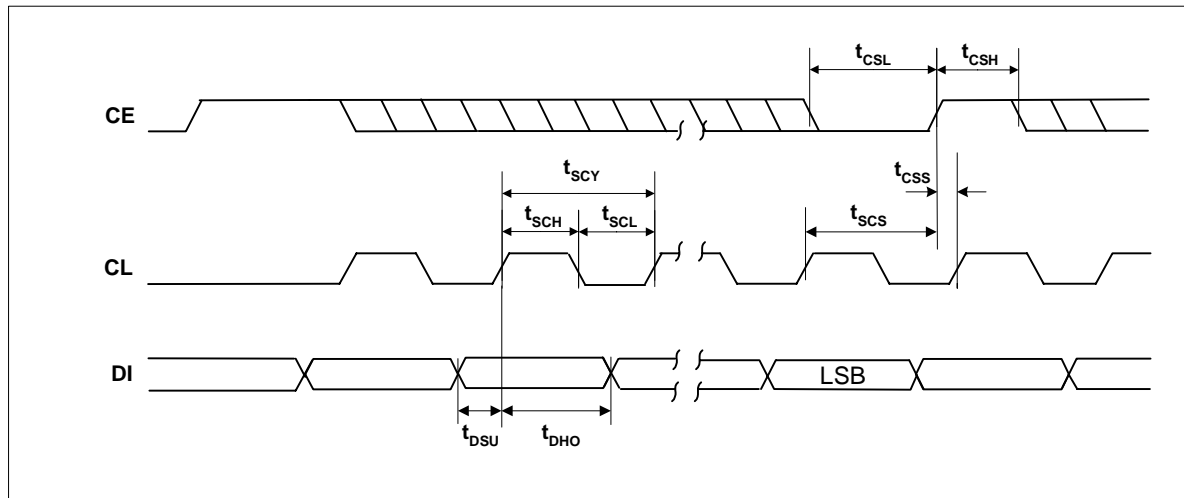 tCSL
tCSH
CE
tSCY
tCSS
tSCH
tSCL
tSCS
CL
DI
LSB
tDSU
tDHO